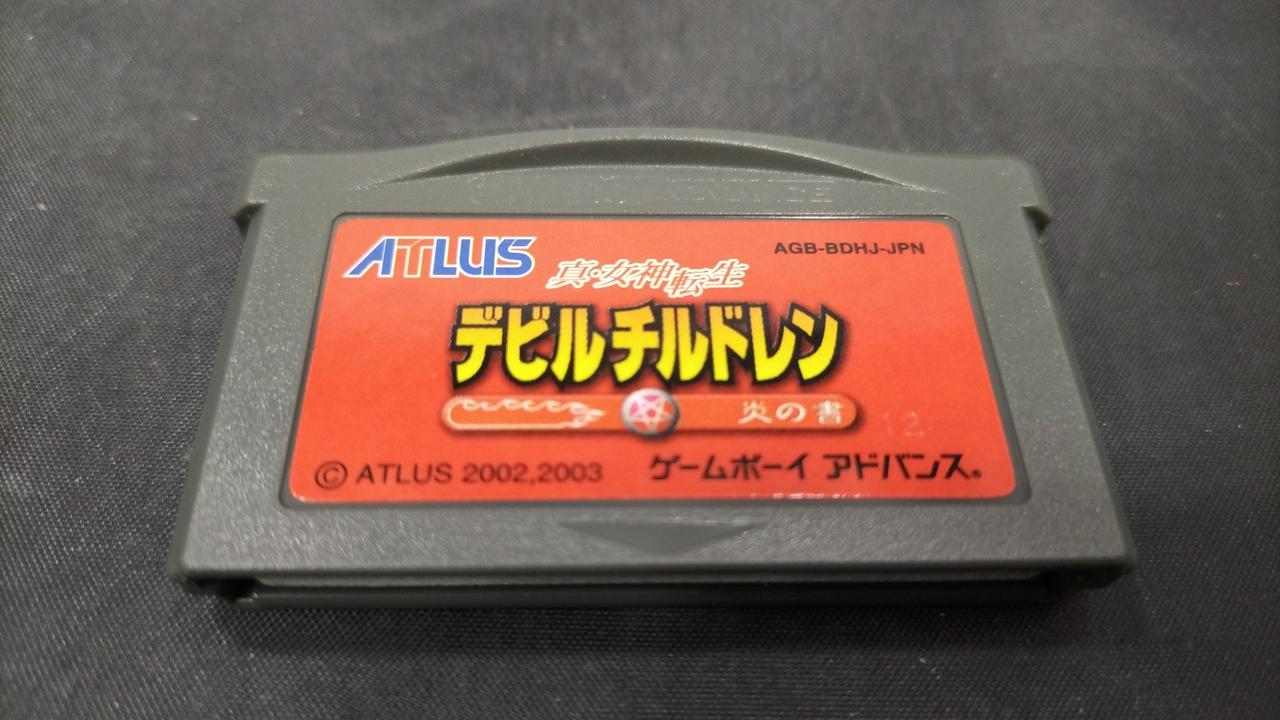 ATLUS
AGB-BDHJ-JPN
真・女神転生
デビルチルドレン
炎の書
12
© ATLUS 2002,2003
ゲームボーイ アドバンス®